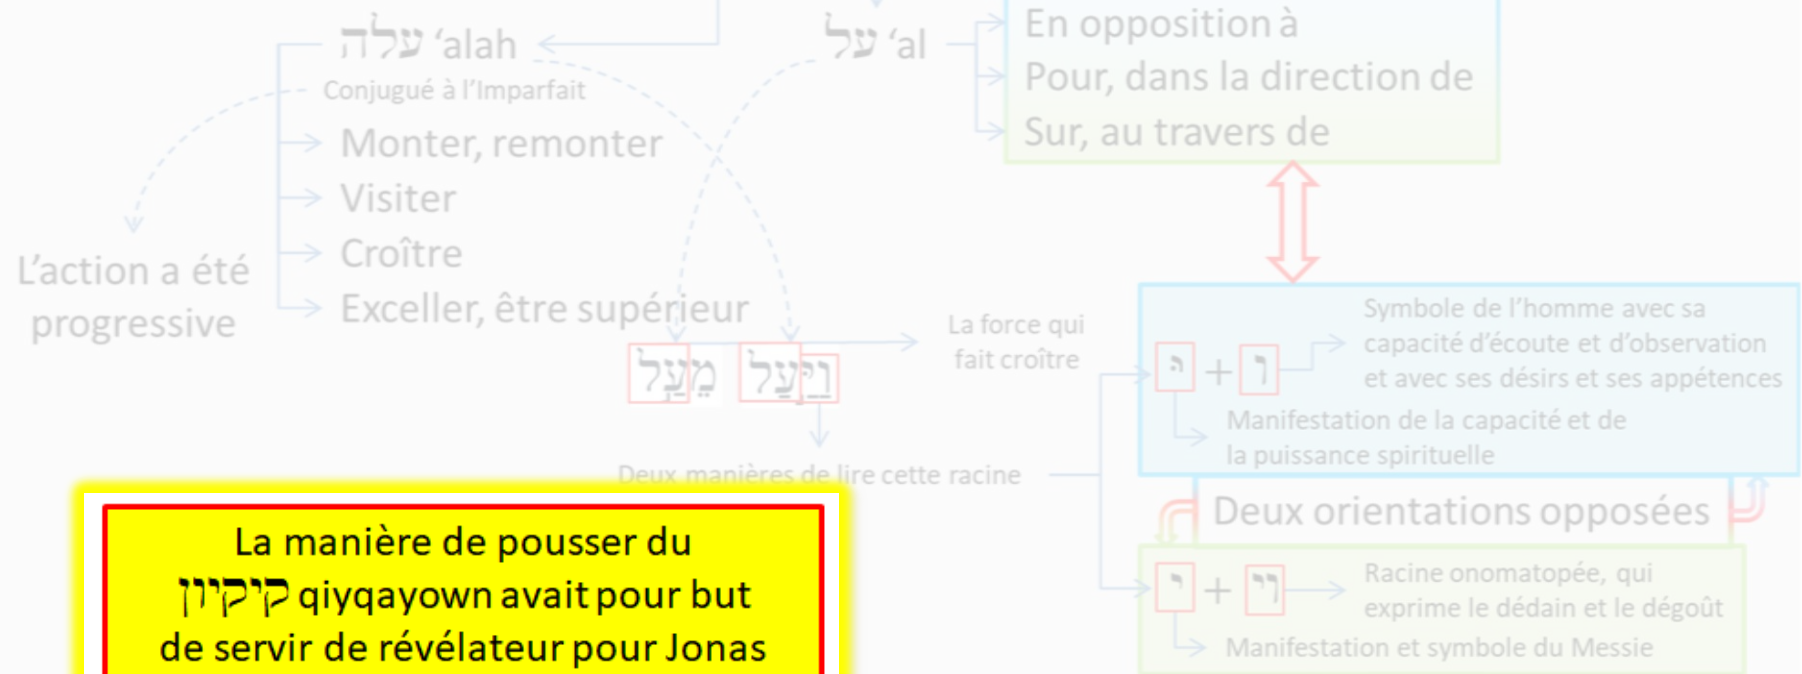 עלה ‘alah
Conjugué à l’Imparfait
Monter, remonter
Visiter
Croître
Exceller, être supérieur
L’action a été
progressive
על ‘al
En opposition à
Pour, dans la direction de
Sur, au travers de
וַיַּעַל מֵעַל
La force qui
fait croître
Deux manières de lire cette racine
יּ + וַ
Symbole de l’homme avec sa
capacité d’écoute et d’observation
et avec ses désirs et ses appétences
Manifestation de la capacité et de
la puissance spirituelle
Deux orientations opposées
י + וַי
Racine onomatopée, qui
exprime le dédain et le dégoût
Manifestation et symbole du Messie
La manière de pousser du
קיקיון qiyqayown avait pour but
de servir de révélateur pour Jonas